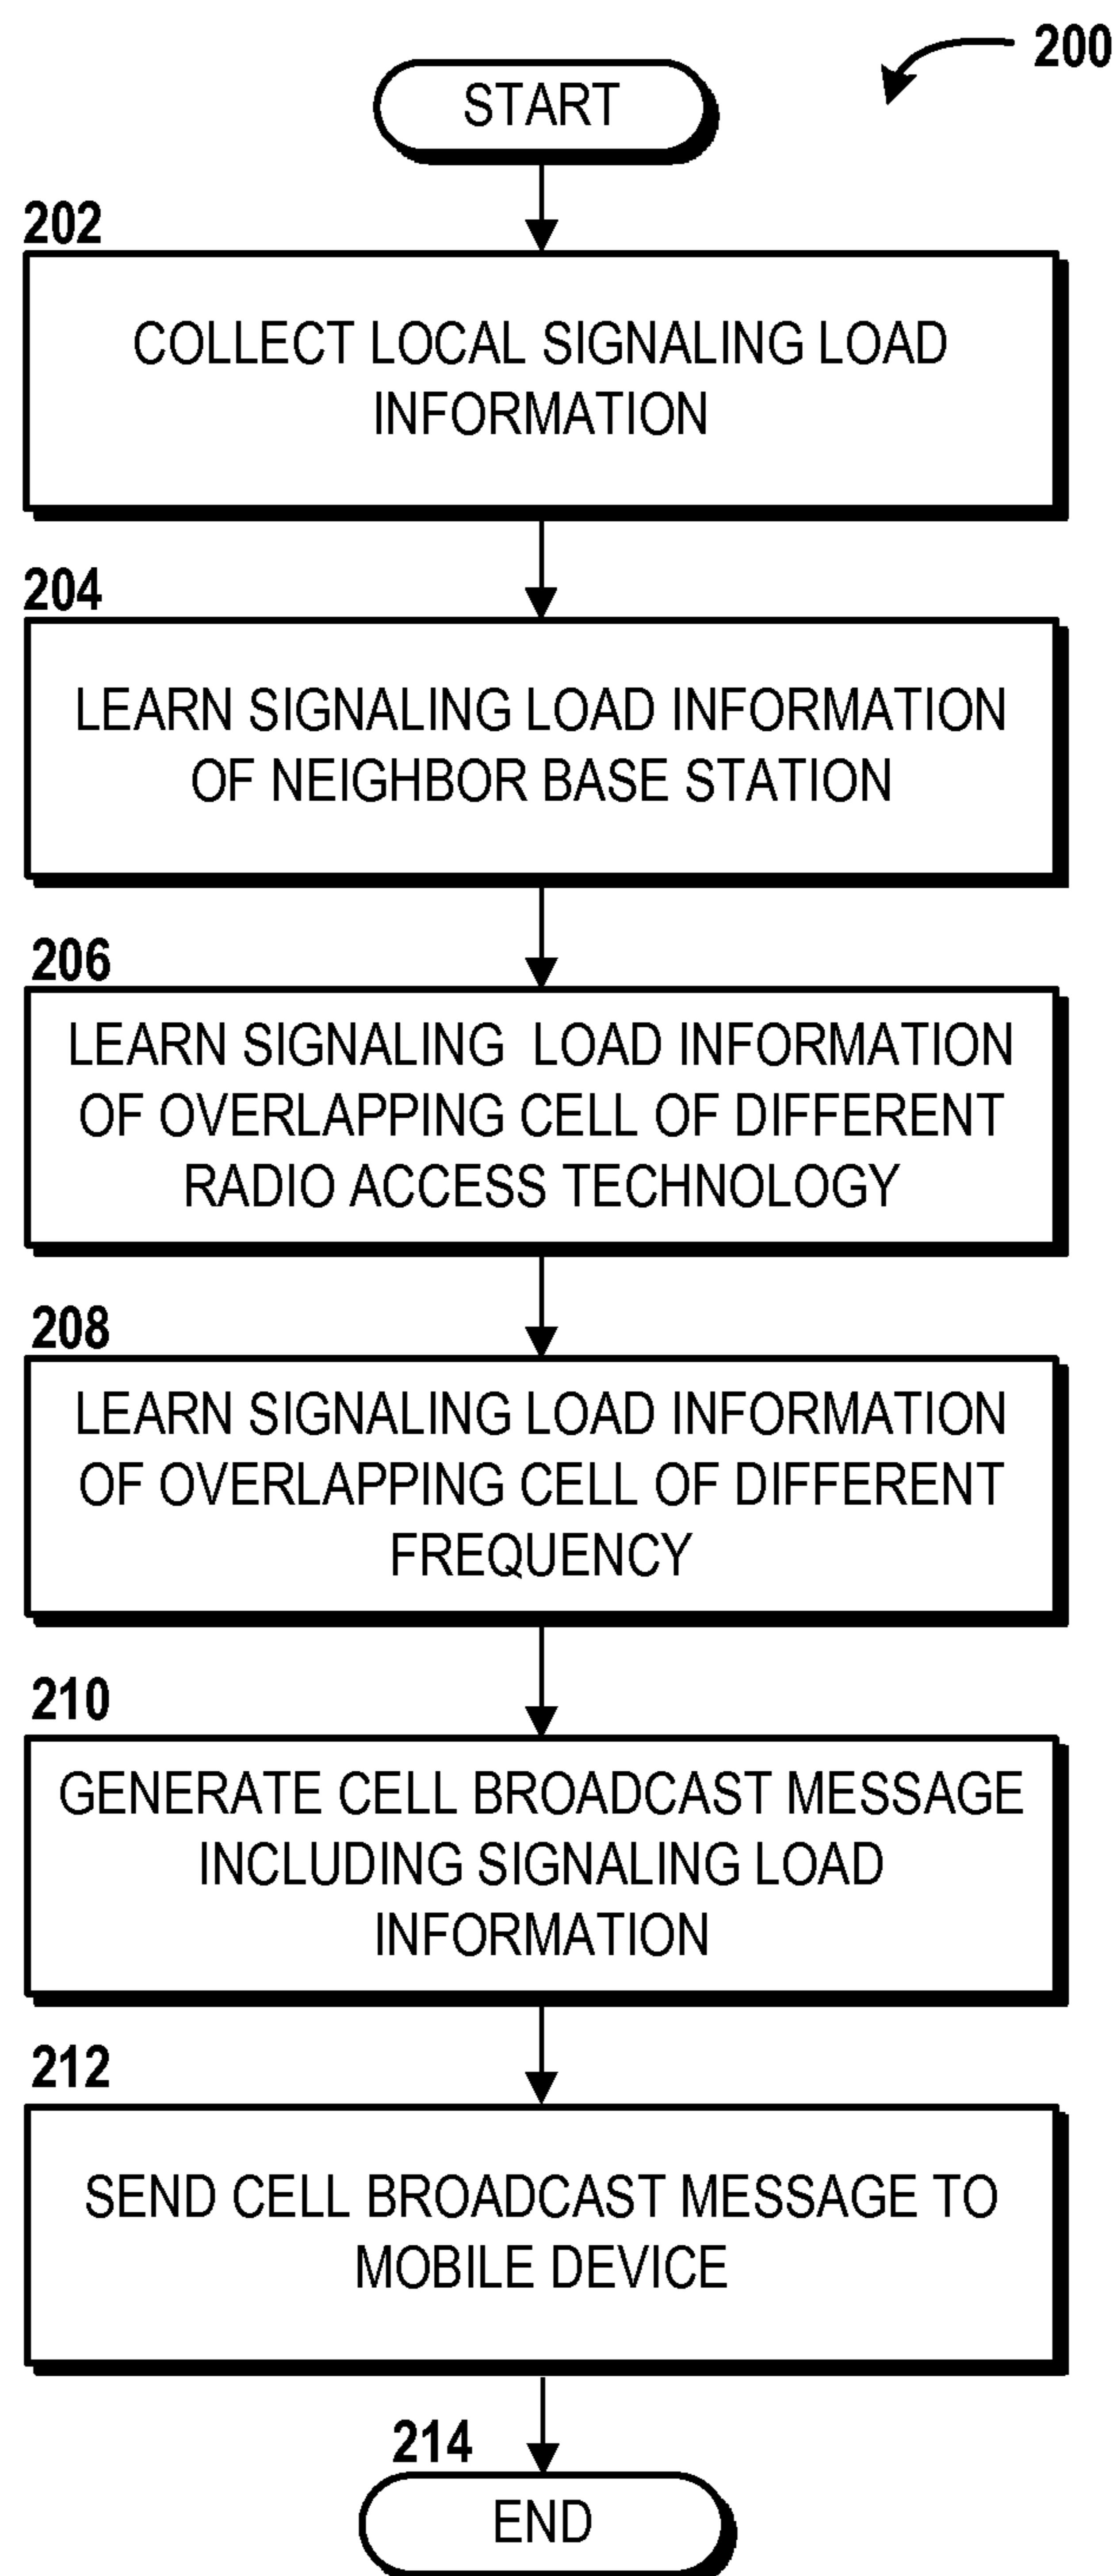 200
START
202
COLLECT LOCAL SIGNALING LOAD
INFORMATION
204
LEARN SIGNALING LOAD INFORMATION
OF NEIGHBOR BASE STATION
206
LEARN SIGNALING LOAD INFORMATION
OF OVERLAPPING CELL OF DIFFERENT
RADIO ACCESS TECHNOLOGY
208
LEARN SIGNALING LOAD INFORMATION
OF OVERLAPPING CELL OF DIFFERENT
FREQUENCY
210
GENERATE CELL BROADCAST MESSAGE
INCLUDING SIGNALING LOAD
INFORMATION
212
SEND CELL BROADCAST MESSAGE TO
MOBILE DEVICE
214
END